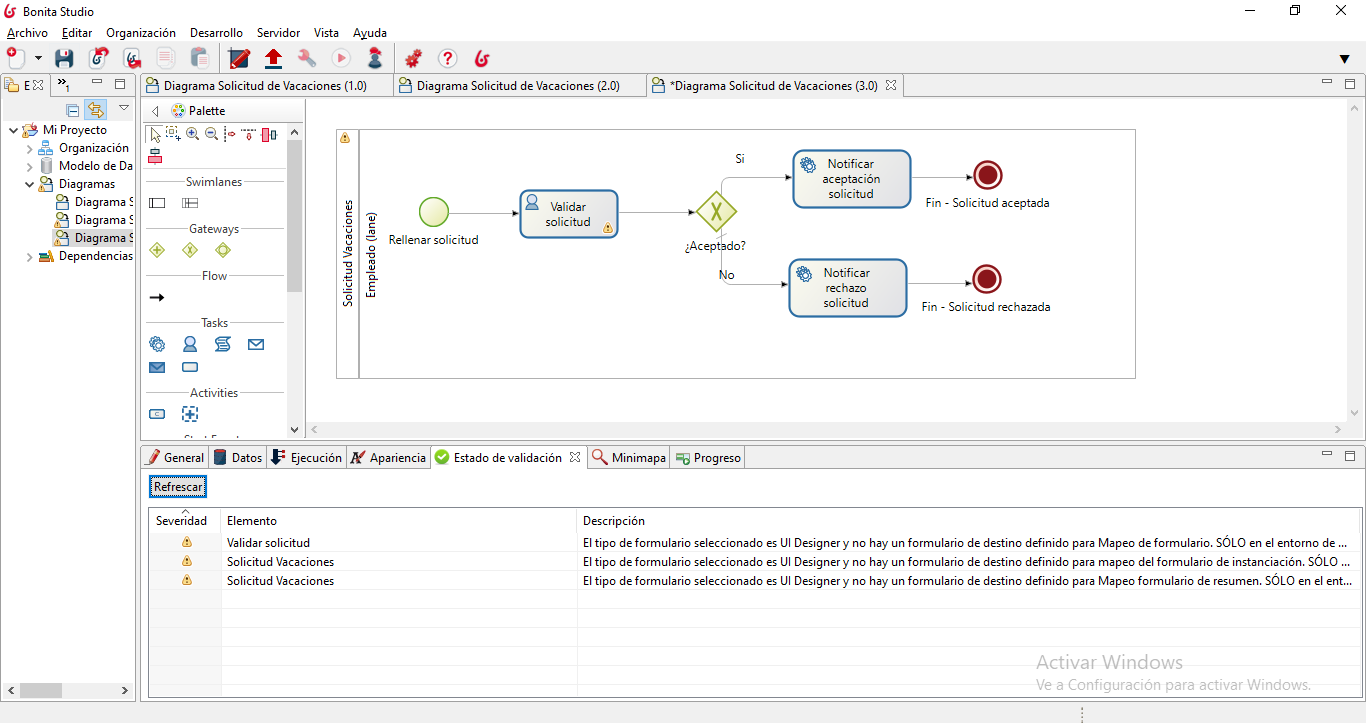 Bonita Studio
Archivo Editar Organización Desarrollo Servidor Vista Ayuda
E
»1
Diagrama Solicitud de Vacaciones (1.0)
Diagrama Solicitud de Vacaciones (2.0)
*Diagrama Solicitud de Vacaciones (3.0)
Mi Proyecto
Organización
Modelo de Da
Diagramas
Diagrama S
Diagrama S
Diagrama S
Dependencias
Palette
Swimlanes
Gateways
Flow
Tasks
Activities
Solicitud Vacaciones
Empleado (lane)
Rellenar solicitud
Validar
solicitud
¿Aceptado?
Si
No
Notificar
aceptación
solicitud
Fin - Solicitud aceptada
Notificar
rechazo
solicitud
Fin - Solicitud rechazada
General Datos Ejecución Apariencia Estado de validación Minimapa Progreso
Refrescar
Severidad Elemento Descripción
Validar solicitud El tipo de formulario seleccionado es UI Designer y no hay un formulario de destino definido para Mapeo de formulario. SÓLO en el entorno de ...
Solicitud Vacaciones El tipo de formulario seleccionado es UI Designer y no hay un formulario de destino definido para mapeo del formulario de instanciación. SÓLO ...
Solicitud Vacaciones El tipo de formulario seleccionado es UI Designer y no hay un formulario de destino definido para Mapeo formulario de resumen. SÓLO en el ent...
Activar Windows
Ve a Configuración para activar Windows.